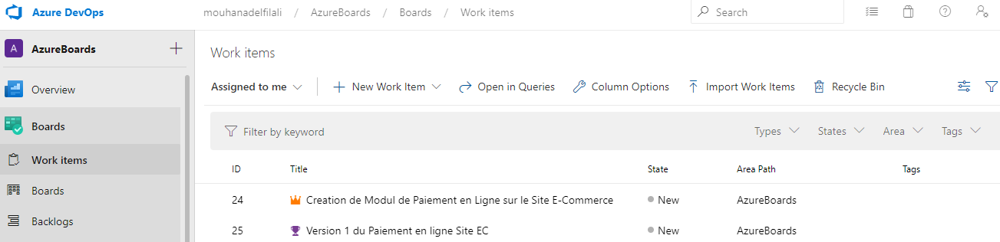 Azure DevOps
mouhanadelfilali / AzureBoards / Boards / Work items
Search
A AzureBoards
Overview
Boards
Work items
Boards
Backlogs
Work items
Assigned to me New Work Item Open in Queries Column Options Import Work Items Recycle Bin
Filter by keyword Types States Area Tags
ID Title State Area Path Tags
24 Creation de Modul de Paiement en Ligne sur le Site E-Commerce New AzureBoards
25 Version 1 du Paiement en ligne Site EC New AzureBoards